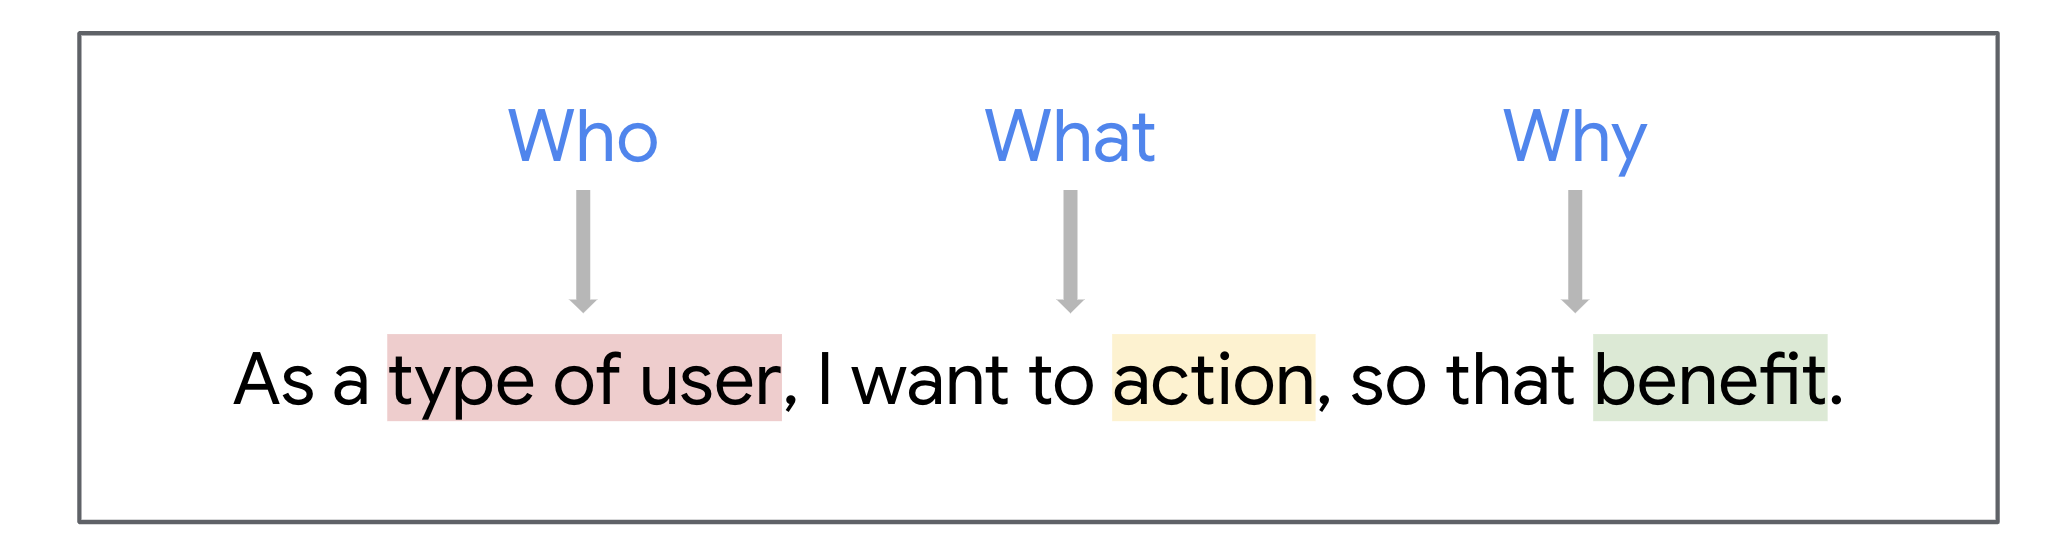 Who What Why
As a type of user, I want to action, so that benefit.